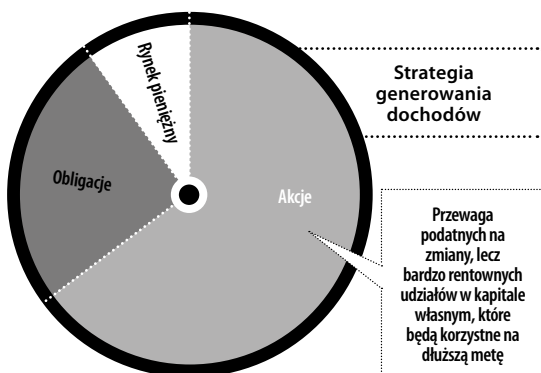 Rynek pieniężny
Strategia
generowania
dochodów
Obligacje
Akcje
Przewaga
podatnych na
zmiany, lecz
bardzo rentownych
udziałów w kapitale
własnym, które
będą korzystne na
dłuższą metę